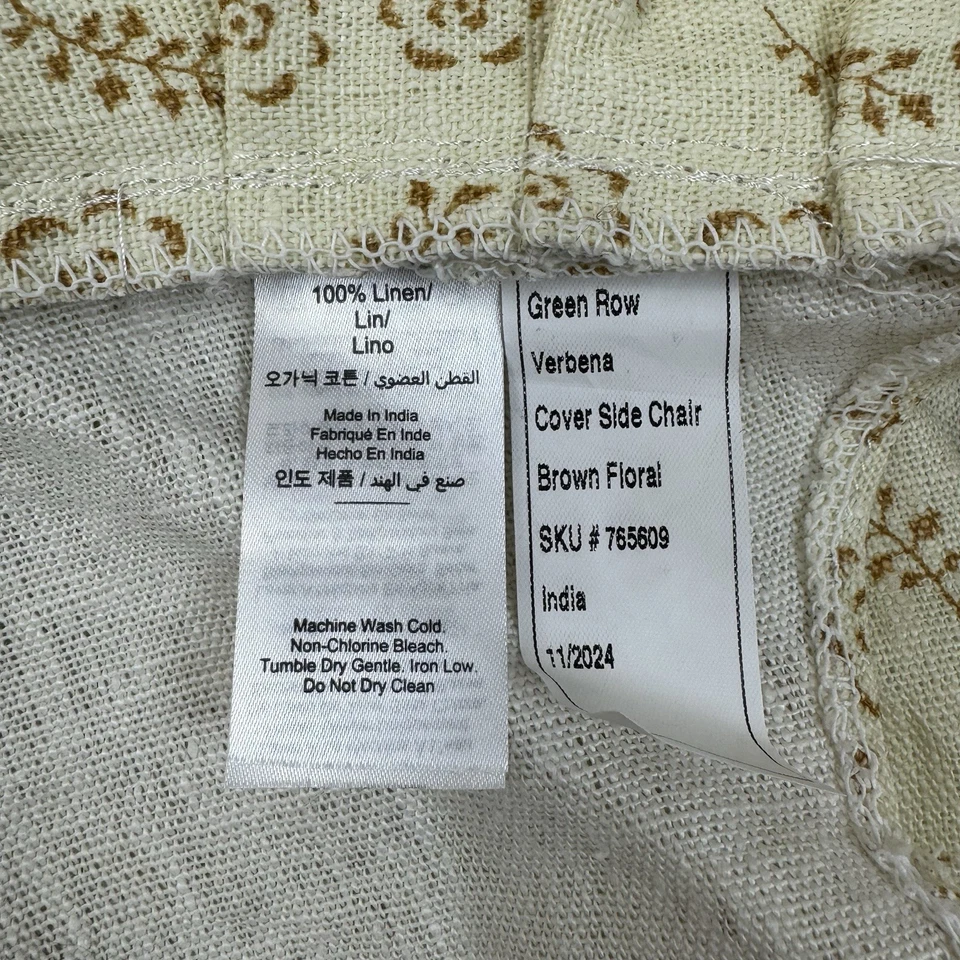 100% Linen/
Lin/
Lino
오가닉 코튼 / القطن العضوي
Made In India
Fabriqué En Inde
Hecho En India
인도 제품 / صنع في الهند
Machine Wash Cold.
Non-Chlorine Bleach.
Tumble Dry Gentle. Iron Low.
Do Not Dry Clean
Green Row
Verbena
Cover Side Chair
Brown Floral
SKU # 765609
India
11/2024